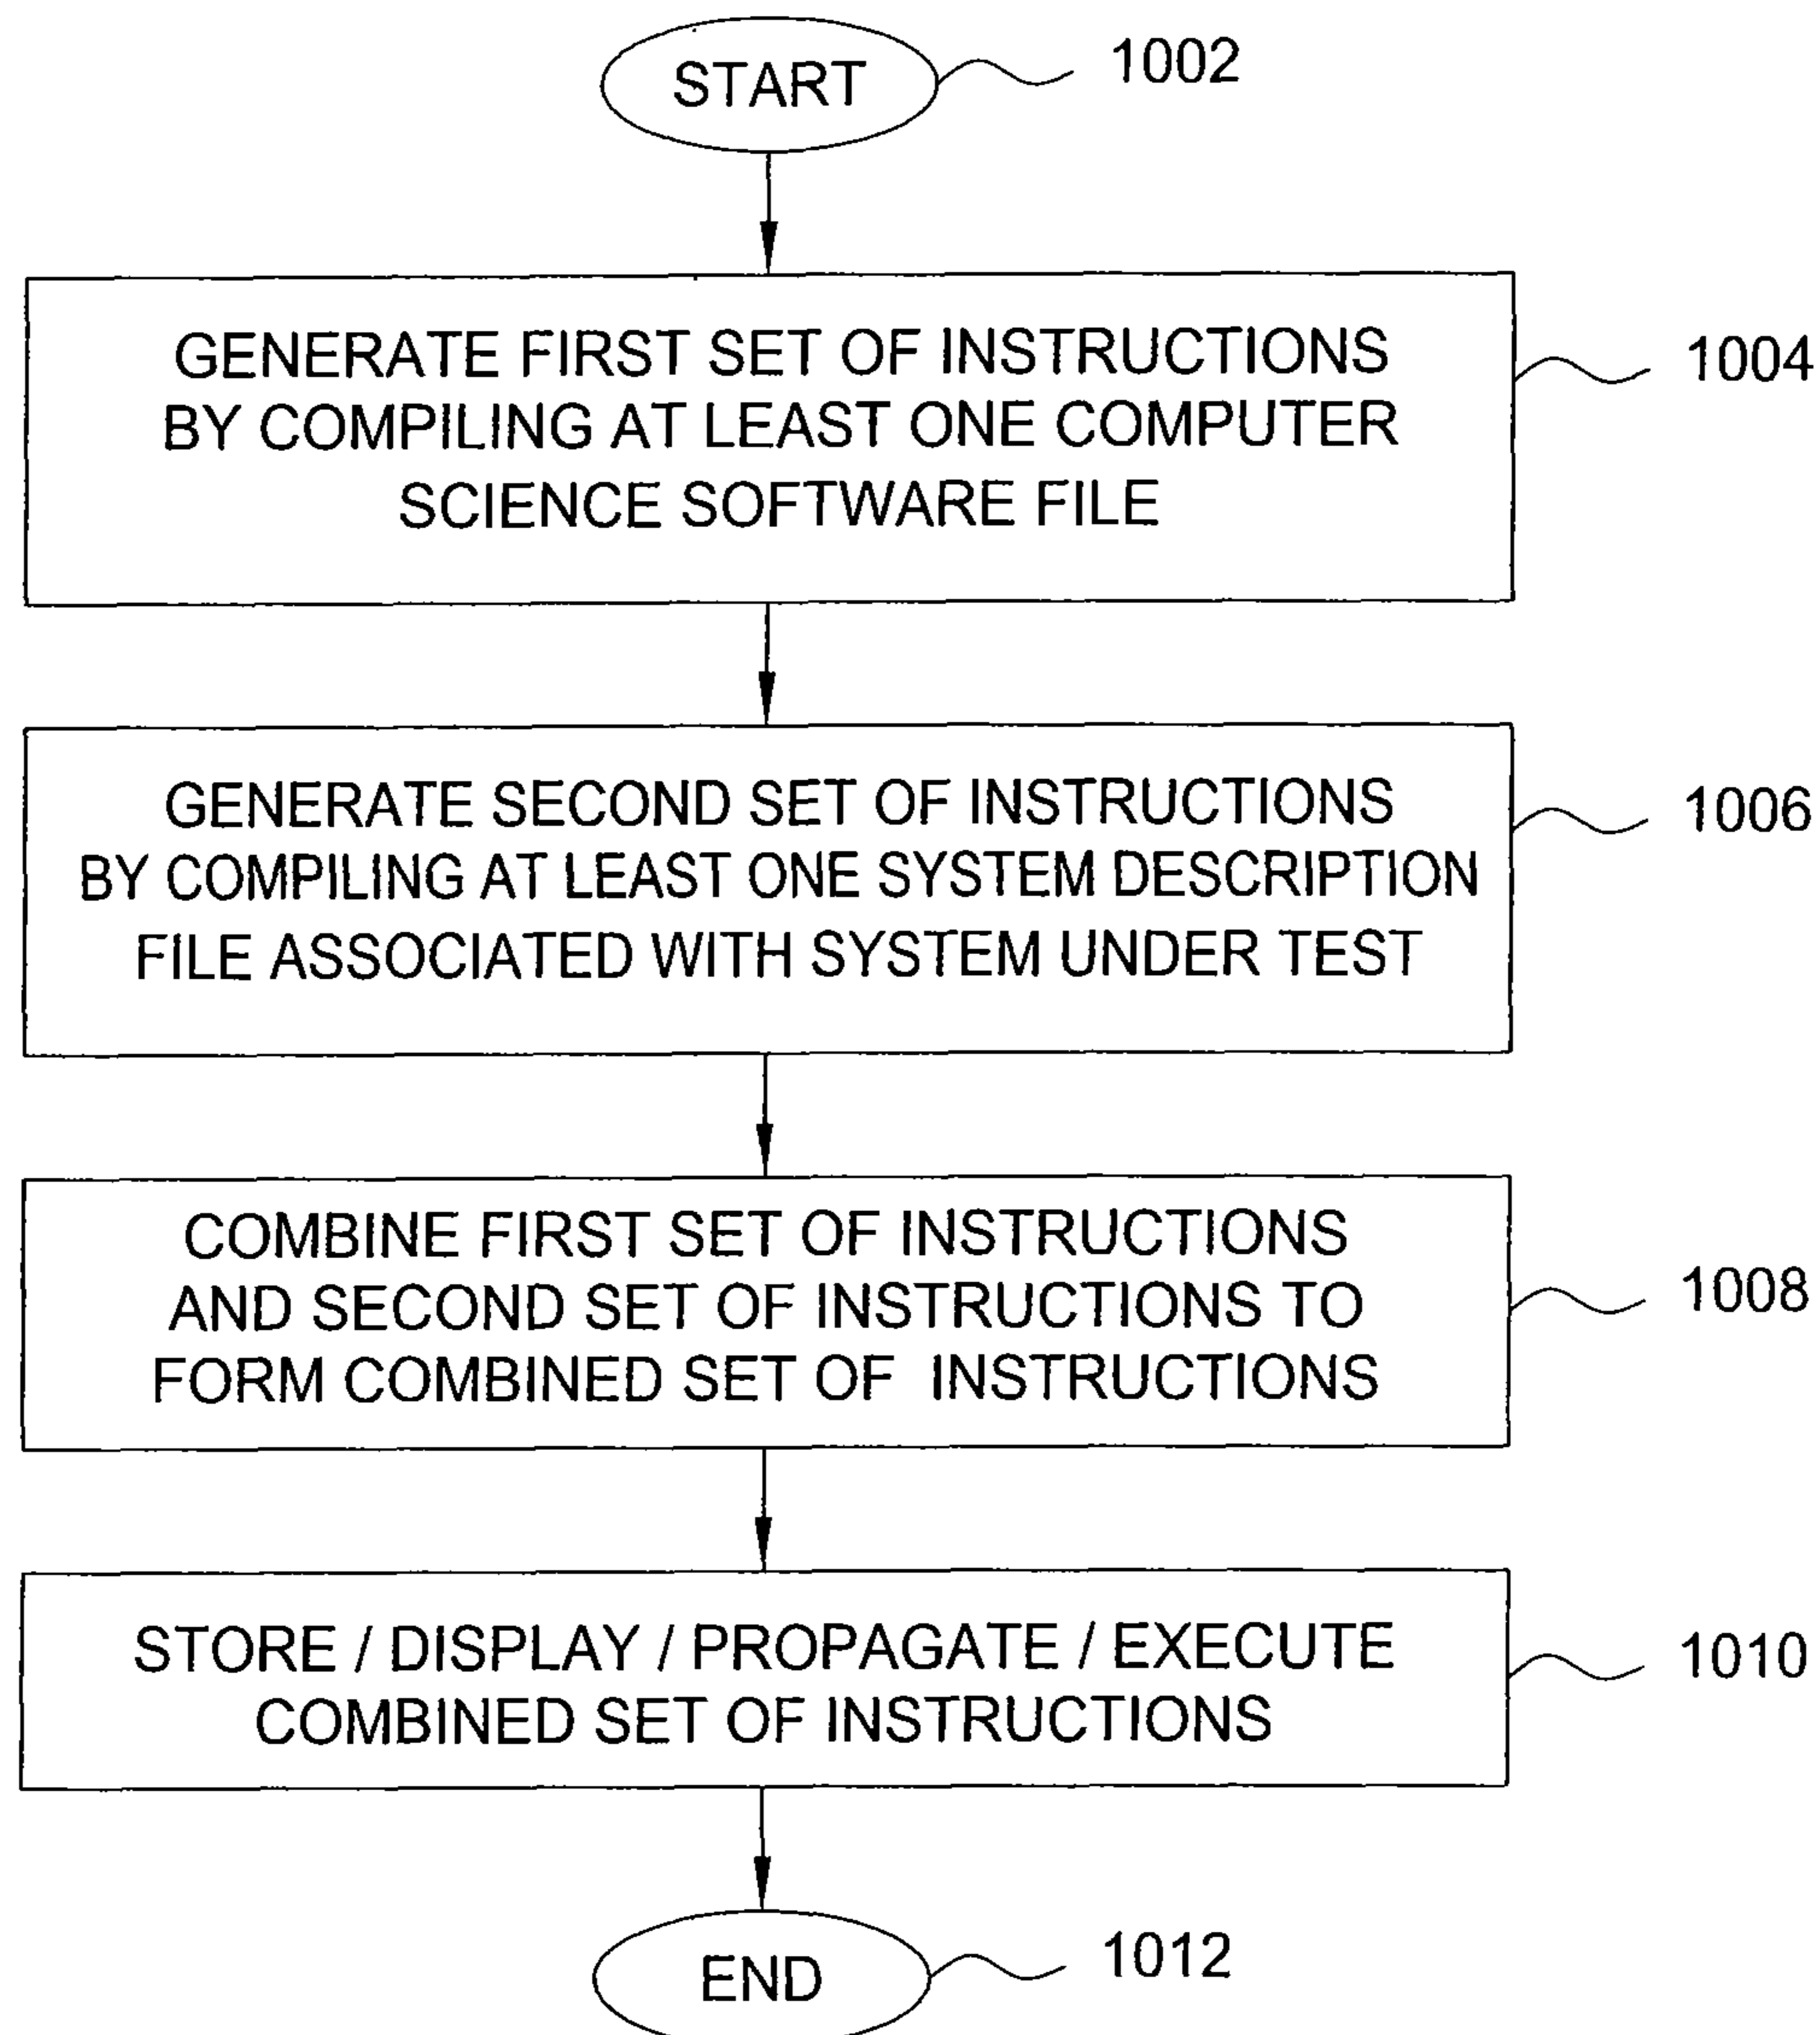 START
1002
GENERATE FIRST SET OF INSTRUCTIONS
BY COMPILING AT LEAST ONE COMPUTER
SCIENCE SOFTWARE FILE
1004
GENERATE SECOND SET OF INSTRUCTIONS
BY COMPILING AT LEAST ONE SYSTEM DESCRIPTION
FILE ASSOCIATED WITH SYSTEM UNDER TEST
1006
COMBINE FIRST SET OF INSTRUCTIONS
AND SECOND SET OF INSTRUCTIONS TO
FORM COMBINED SET OF INSTRUCTIONS
1008
STORE / DISPLAY / PROPAGATE / EXECUTE
COMBINED SET OF INSTRUCTIONS
1010
END
1012